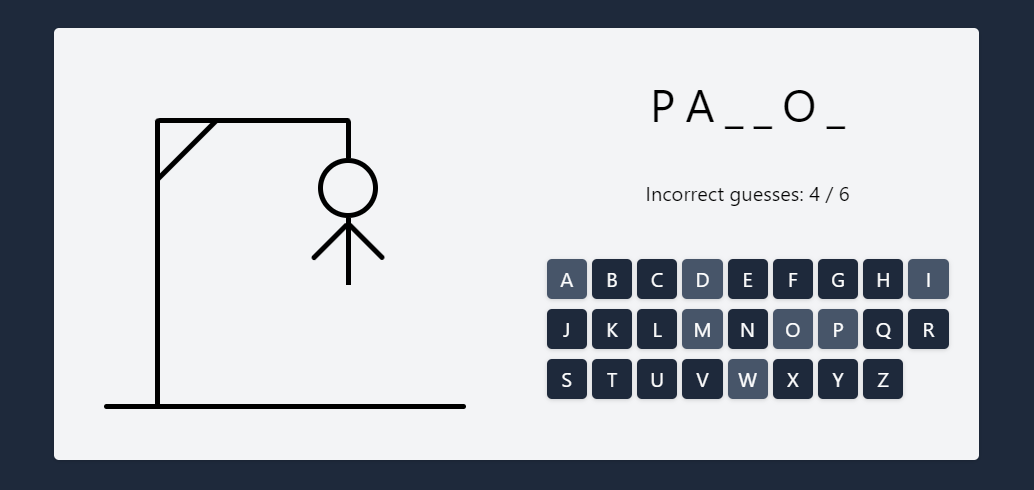 P A _ _ O _
Incorrect guesses: 4 / 6
A B C D E F G H I
J K L M N O P Q R
S T U V W X Y Z